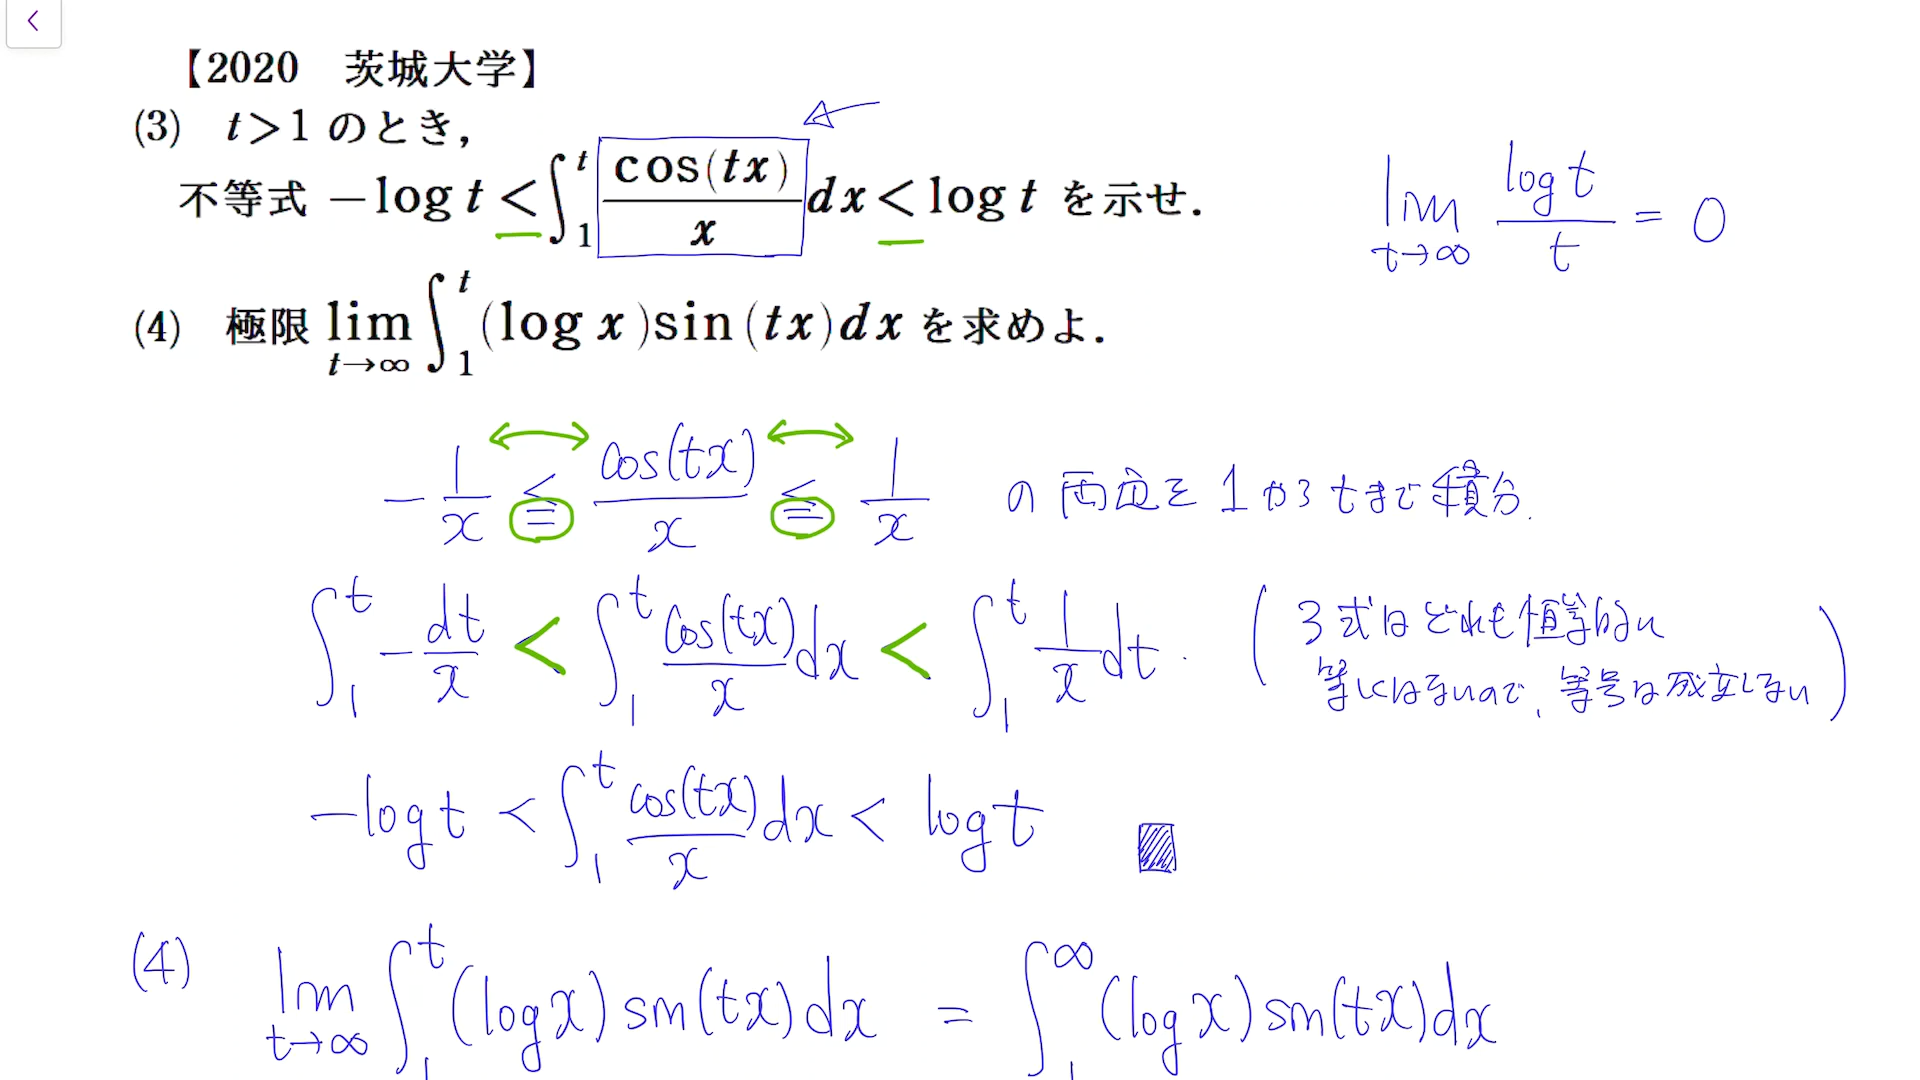 【2020 茨城大学】
(3) t>1 のとき,
不等式 −log t < ∫₁ᵗ cos(tx)/x dx < log t を示せ.
lim_{t→∞} log t / t = 0
(4) 極限 lim_{t→∞} ∫₁ᵗ (log x)sin(tx)dx を求めよ.
−1/x ≦ cos(tx)/x ≦ 1/x の両辺を1からtまで積分.
∫₁ᵗ −dt/x < ∫₁ᵗ cos(tx)/x dx < ∫₁ᵗ 1/x dt.
(3式はどれも値学的に
等しくはないので, 等号は成立しない)
−log t < ∫₁ᵗ cos(tx)/x dx < log t
(4) lim_{t→∞} ∫₁ᵗ (log x) sin(tx) dx = ∫₁^∞ (log x) sin(tx) dx